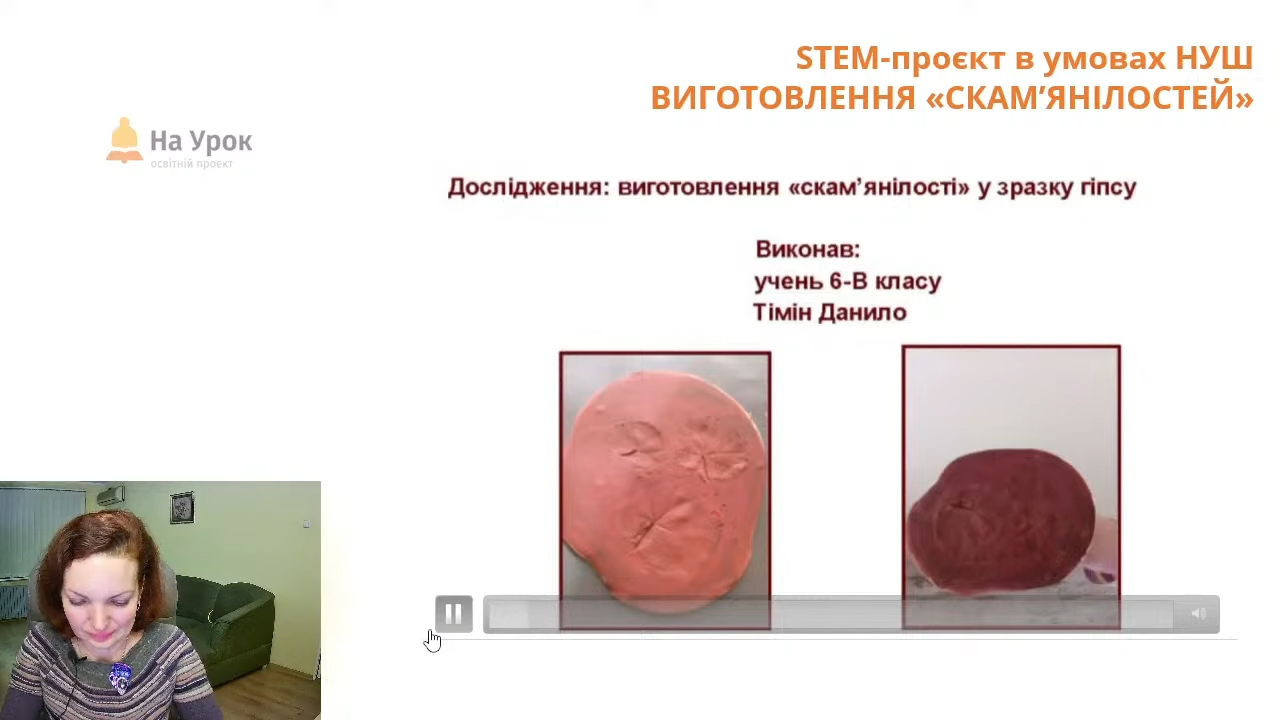 STEM-проєкт в умовах НУШ
ВИГОТОВЛЕННЯ «СКАМ’ЯНІЛОСТЕЙ»
На Урок
освітній проект
Дослідження: виготовлення «скам’янілості» у зразку гіпсу
Виконав:
учень 6-В класу
Тімін Данило